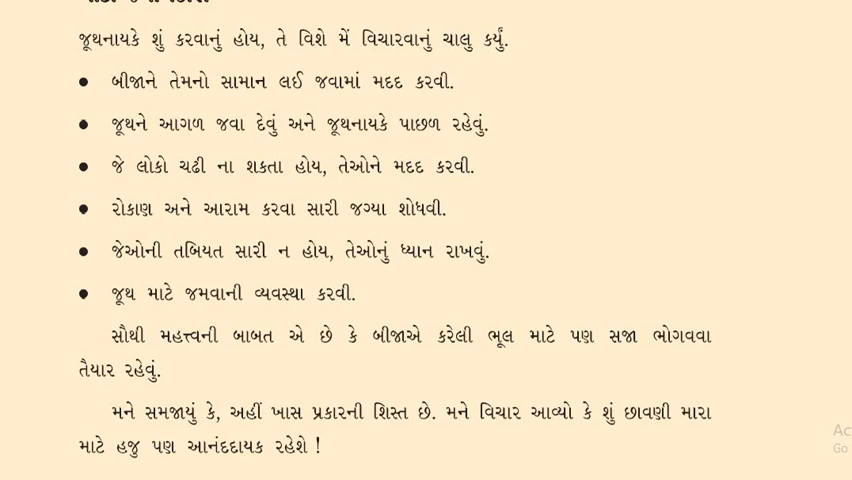 જૂથનાયકે શું કરવાનું હોય, તે વિશે મેં વિચારવાનું ચાલુ કર્યું.
● બીજાને તેમનો સામાન લઈ જવામાં મદદ કરવી.
● જૂથને આગળ જવા દેવું અને જૂથનાયકે પાછળ રહેવું.
● જે લોકો ચઢી ના શકતા હોય, તેઓને મદદ કરવી.
● રોકાણ અને આરામ કરવા સારી જગ્યા શોધવી.
● જેઓની તબિયત સારી ન હોય, તેઓનું ધ્યાન રાખવું.
● જૂથ માટે જમવાની વ્યવસ્થા કરવી.
સૌથી મહત્ત્વની બાબત એ છે કે બીજાએ કરેલી ભૂલ માટે પણ સજા ભોગવવા
તૈયાર રહેવું.
મને સમજાયું કે, અહીં ખાસ પ્રકારની શિસ્ત છે. મને વિચાર આવ્યો કે શું છાવણી મારા
માટે હજુ પણ આનંદદાયક રહેશે !
Go